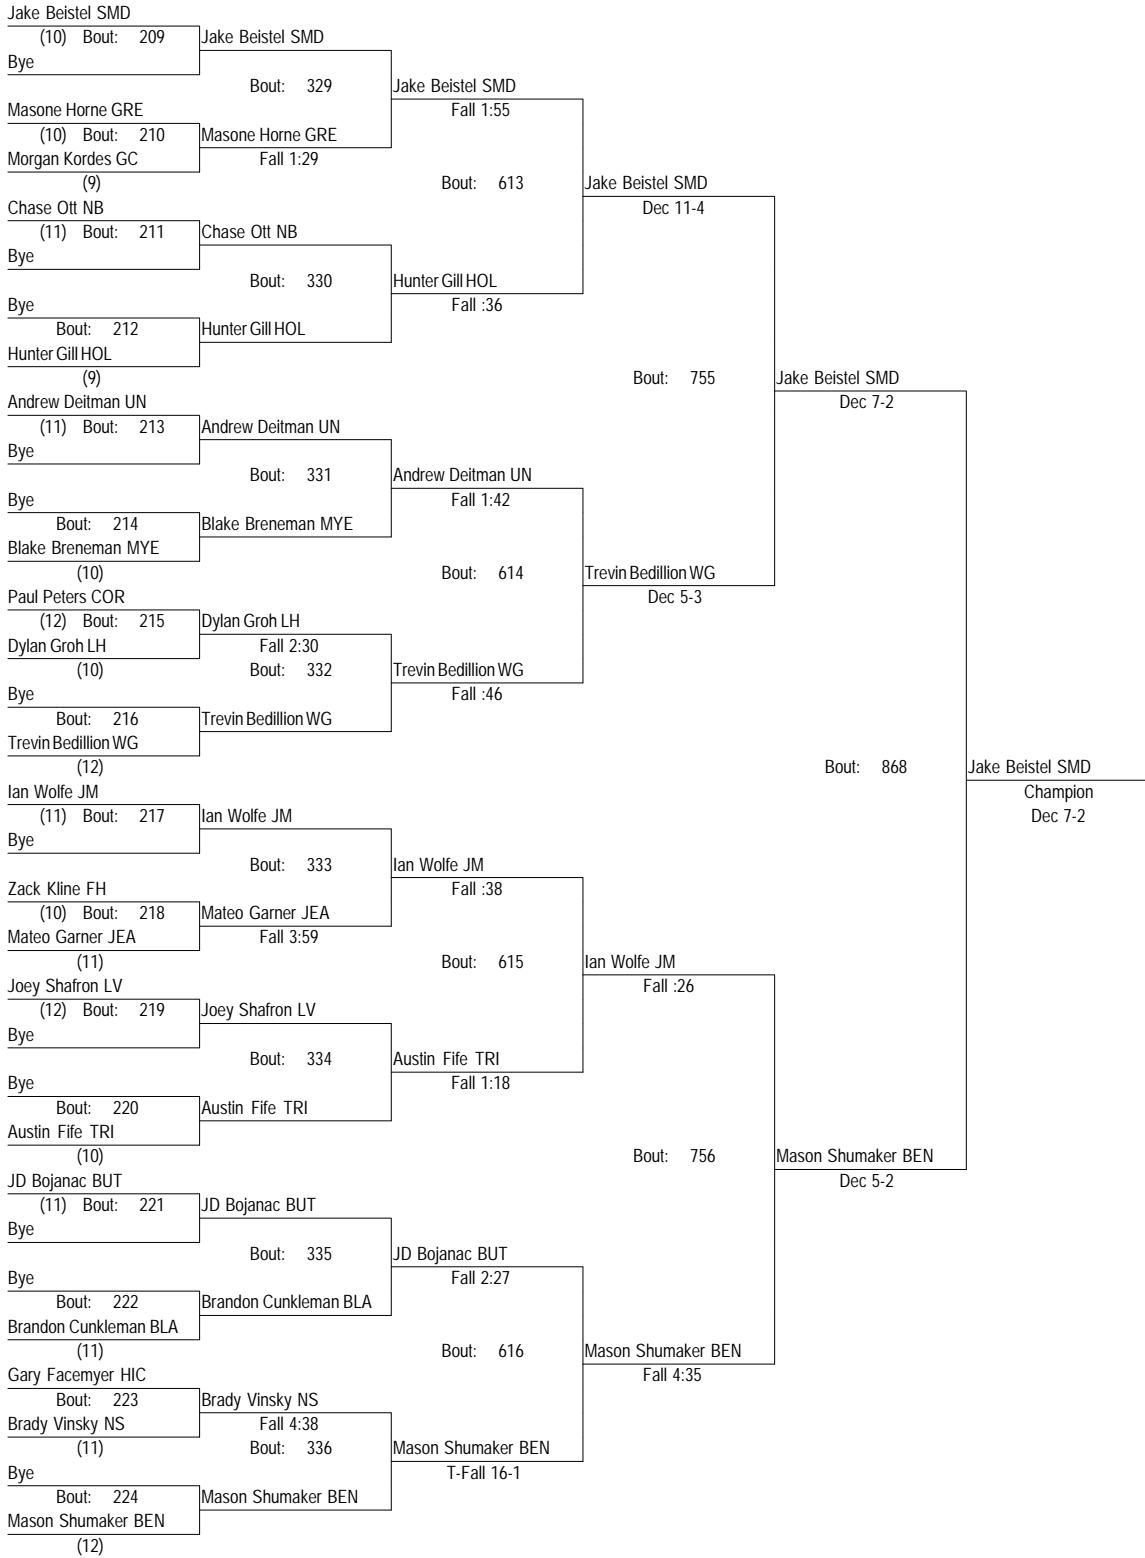 Jake Beistel SMD
(10) Bout: 209 Jake Beistel SMD
Bye
Bout: 329 Jake Beistel SMD
Masone Horne GRE Fall 1:55
(10) Bout: 210 Masone Horne GRE
Morgan Kordes GC Fall 1:29
(9) Bout: 613 Jake Beistel SMD
Chase Ott NB Dec 11-4
(11) Bout: 211 Chase Ott NB
Bye
Bout: 330 Hunter Gill HOL
Bye Fall :36
Bout: 212 Hunter Gill HOL
Hunter Gill HOL
(9) Bout: 755 Jake Beistel SMD
Andrew Deitman UN Dec 7-2
(11) Bout: 213 Andrew Deitman UN
Bye
Bout: 331 Andrew Deitman UN
Bye Fall 1:42
Bout: 214 Blake Breneman MYE
Blake Breneman MYE
(10) Bout: 614 Trevin Bedillion WG
Paul Peters COR Dec 5-3
(12) Bout: 215 Dylan Groh LH
Dylan Groh LH Fall 2:30
(10) Bout: 332 Trevin Bedillion WG
Bye Fall :46
Bout: 216 Trevin Bedillion WG
Trevin Bedillion WG
(12) Bout: 868 Jake Beistel SMD
Ian Wolfe JM Champion
(11) Bout: 217 Ian Wolfe JM Dec 7-2
Bye
Bout: 333 Ian Wolfe JM
Zack Kline FH Fall :38
(10) Bout: 218 Mateo Garner JEA
Mateo Garner JEA Fall 3:59
(11) Bout: 615 Ian Wolfe JM
Joey Shafron LV Fall :26
(12) Bout: 219 Joey Shafron LV
Bye
Bout: 334 Austin Fife TRI
Bye Fall 1:18
Bout: 220 Austin Fife TRI
Austin Fife TRI
(10) Bout: 756 Mason Shumaker BEN
JD Bojanac BUT Dec 5-2
(11) Bout: 221 JD Bojanac BUT
Bye
Bout: 335 JD Bojanac BUT
Bye Fall 2:27
Bout: 222 Brandon Cunkleman BLA
Brandon Cunkleman BLA
(11) Bout: 616 Mason Shumaker BEN
Gary Facemyer HIC Fall 4:35
Bout: 223 Brady Vinsky NS
Brady Vinsky NS Fall 4:38
(11) Bout: 336 Mason Shumaker BEN
Bye T-Fall 16-1
Bout: 224 Mason Shumaker BEN
Mason Shumaker BEN
(12)